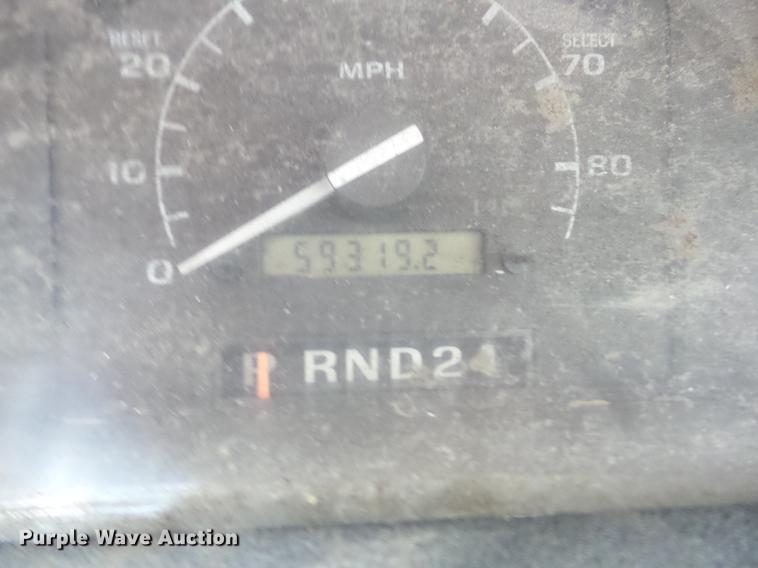 RESET
SELECT
20
MPH
70
10
80
0
59319.2
P RND21
Purple Wave Auction